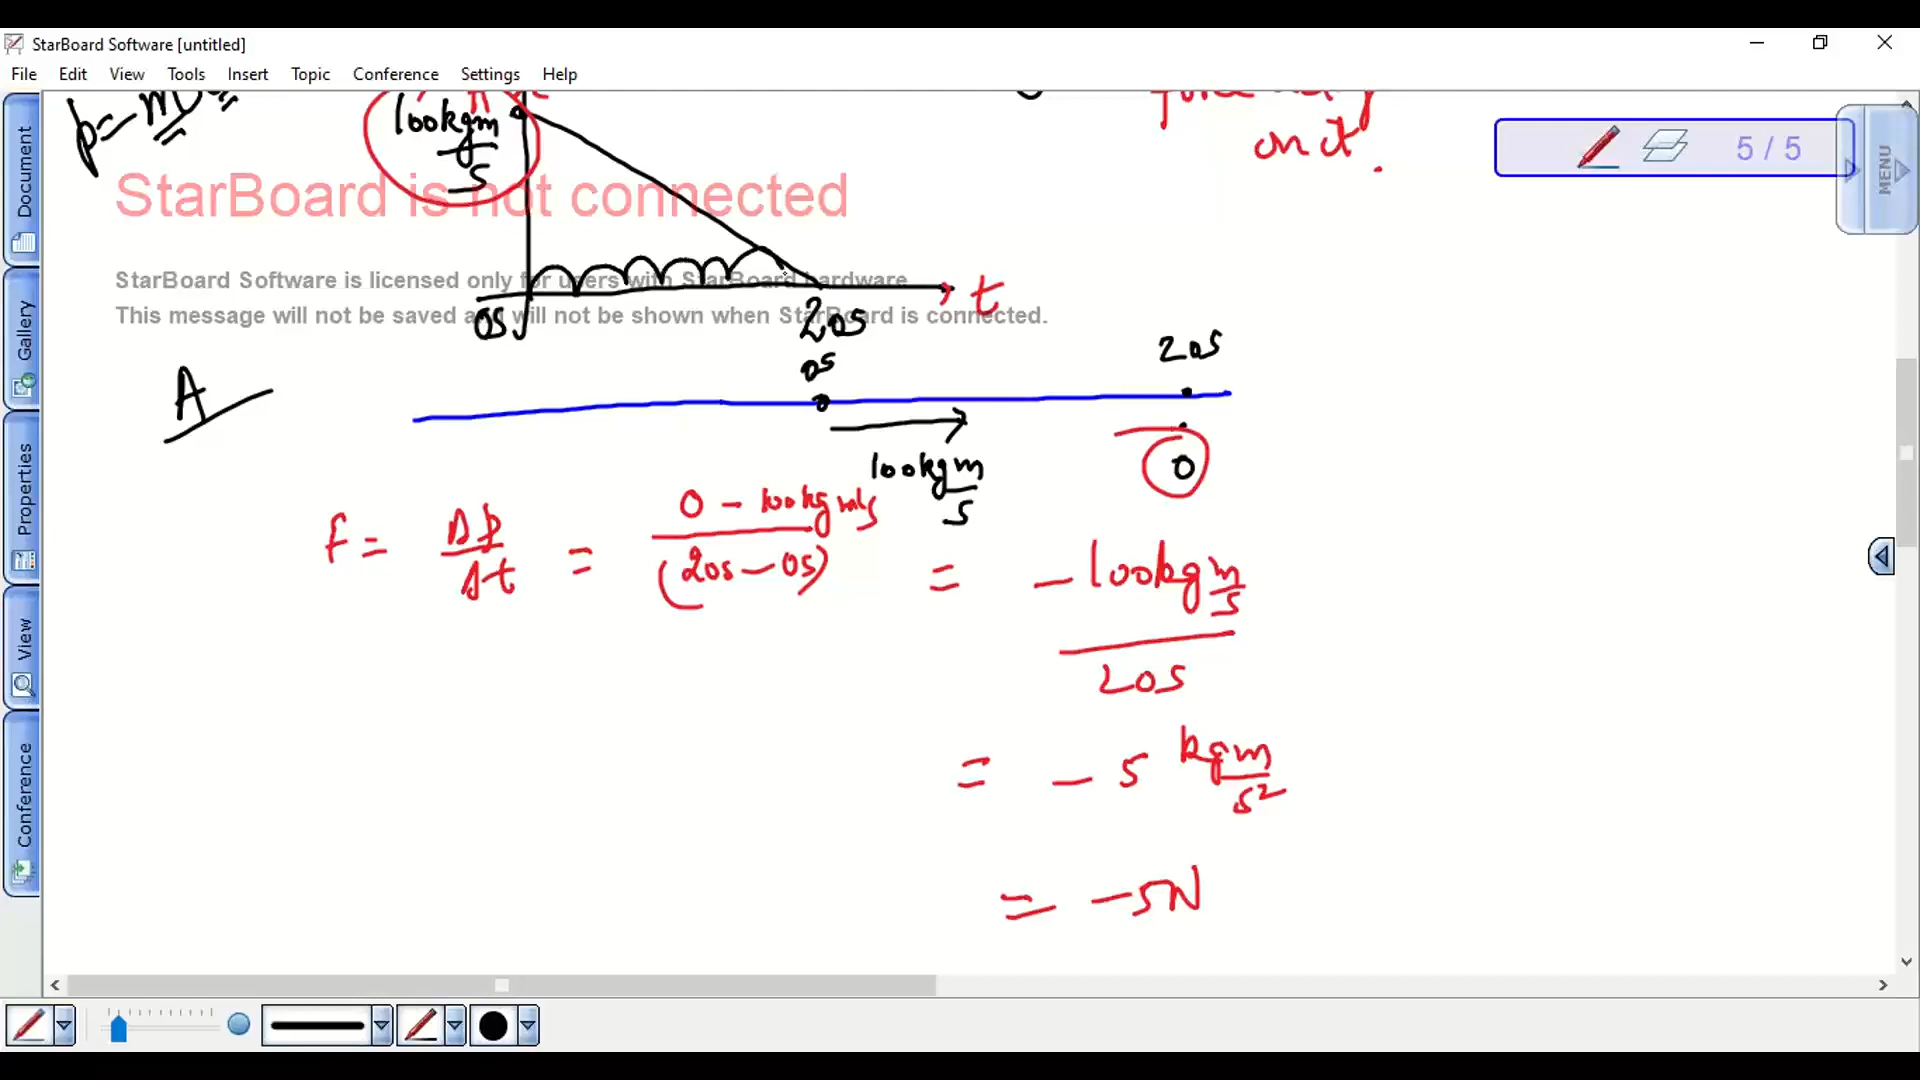 StarBoard Software [untitled]
File Edit View Tools Insert Topic Conference Settings Help
p = mv
100kgm/s
on it.
5 / 5
MENU
StarBoard is not connected
StarBoard Software is licensed only for users with StarBoard hardware.
This message will not be saved and will not be shown when StarBoard is connected.
0s
20s
t
0s
20s
A
100kgm/s
0
F = Δp/Δt = 0 - 100kgm/s / (20s - 0s) = -100kgm/s / 20s
= -5 kgm/s²
= -5N
Document
Gallery
Properties
View
Conference